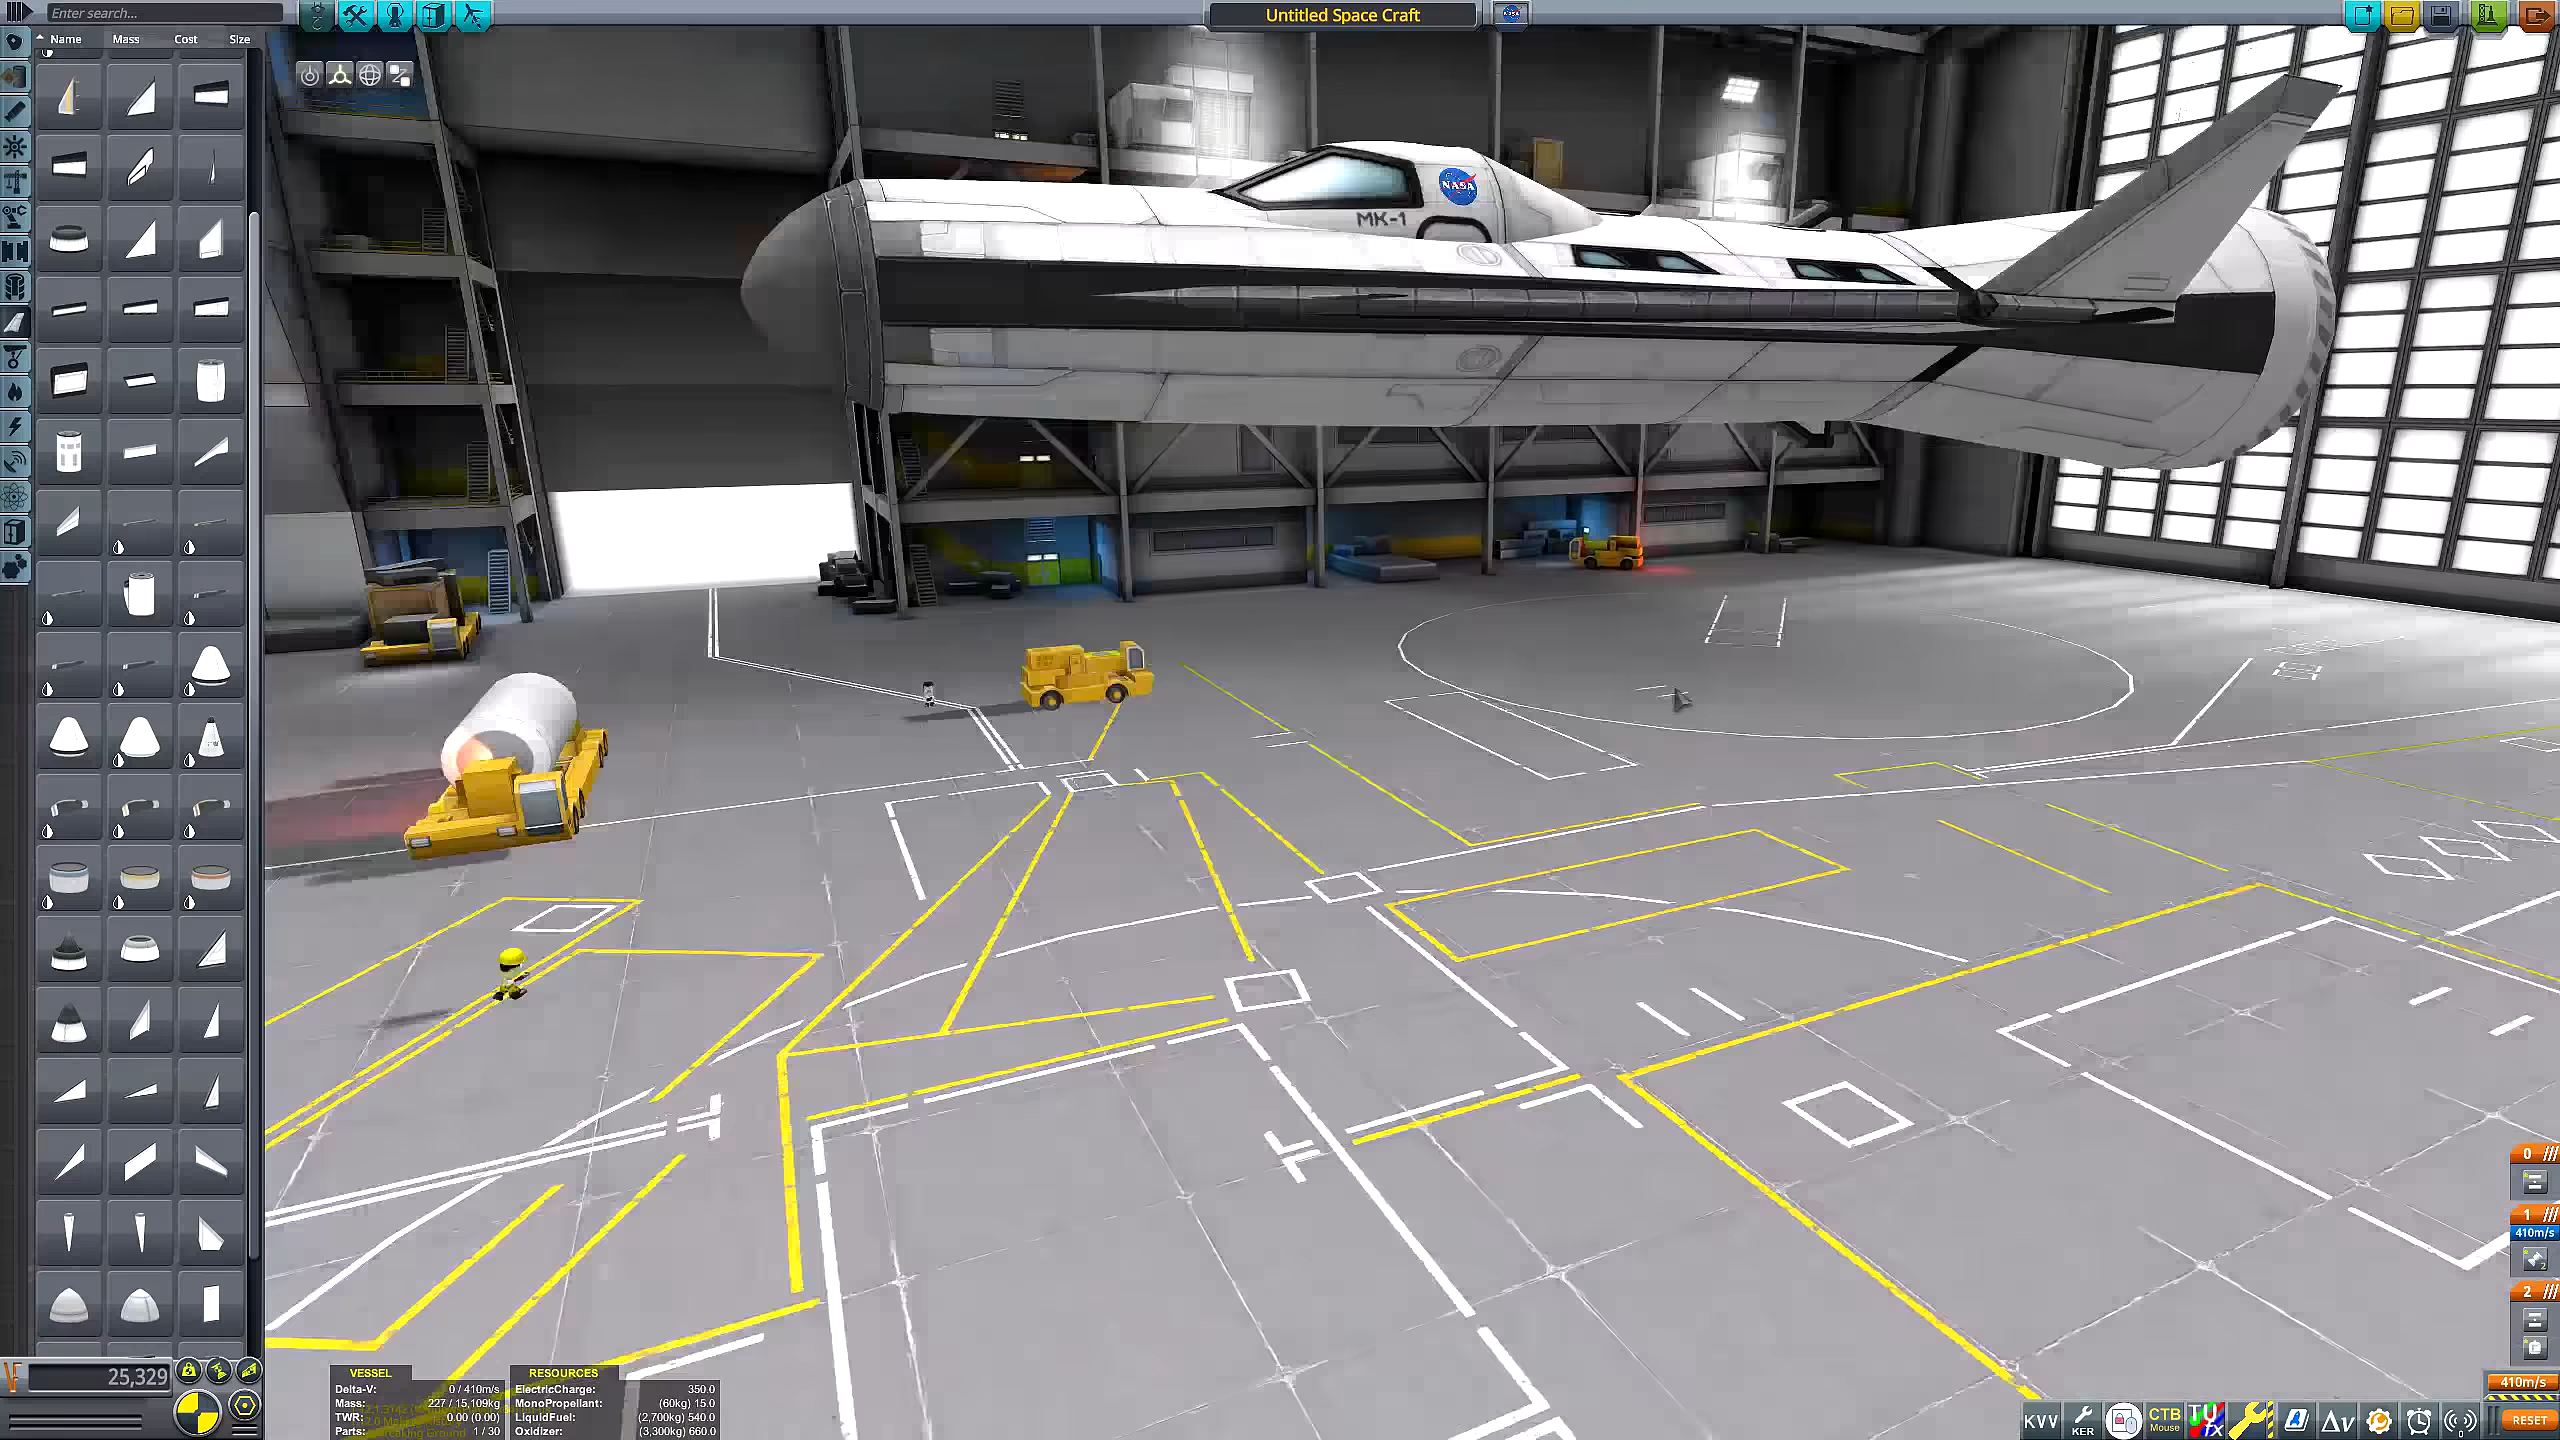 Enter search...
Untitled Space Craft
Name Mass Cost Size
NASA
MK-1
0
1
410m/s
2
410m/s
25,329
VESSEL
Delta-V: 0 / 410m/s
Mass: 227 / 15,109kg
TWR: 0.00 (0.00)
Parts: 1 / 30
RESOURCES
ElectricCharge: 350.0
MonoPropellant: (60kg) 15.0
LiquidFuel: (2,700kg) 540.0
Oxidizer: (3,300kg) 660.0
KVV
KER
CTB
Mouse
Δv
RESET